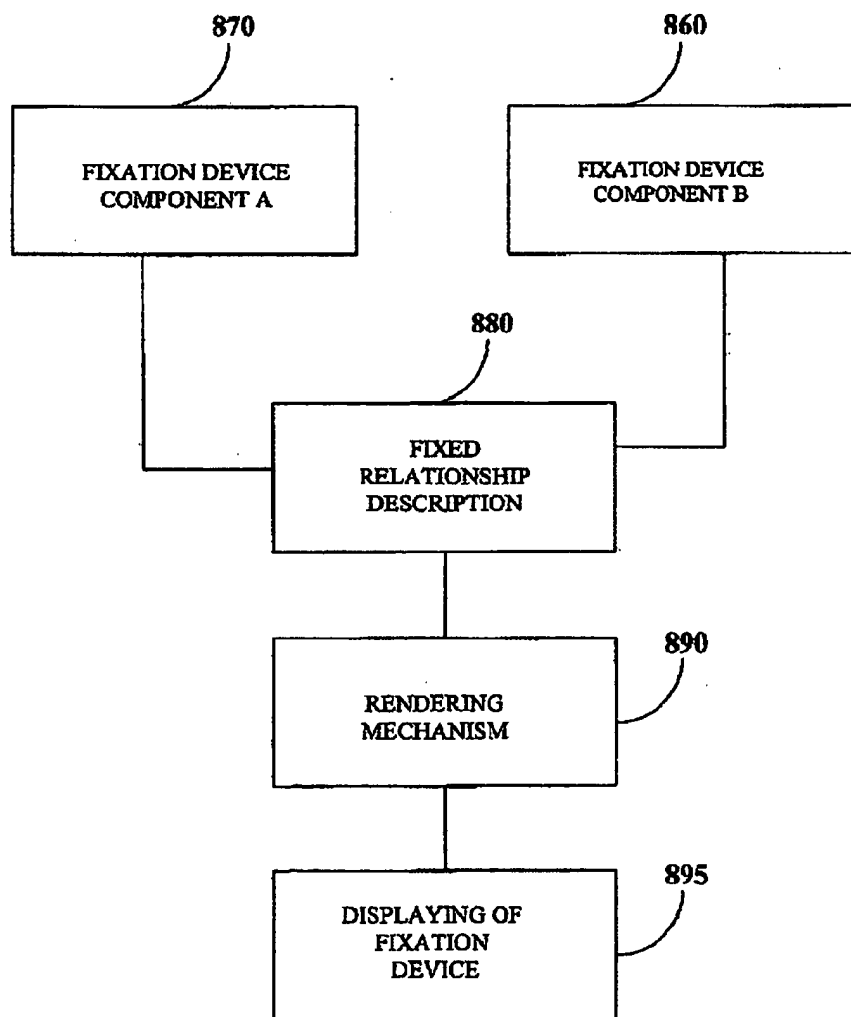 870
860
FIXATION DEVICE
COMPONENT A
FIXATION DEVICE
COMPONENT B
880
FIXED
RELATIONSHIP
DESCRIPTION
890
RENDERING
MECHANISM
895
DISPLAYING OF
FIXATION
DEVICE